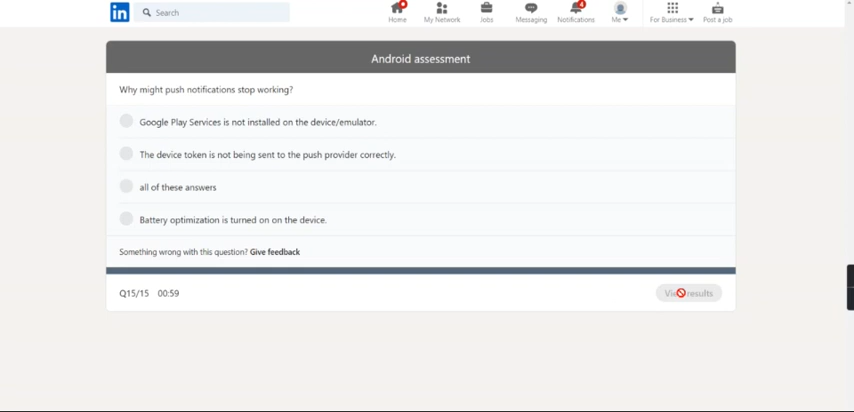 in
Search
4
Home
My Network
Jobs
Messaging
Notifications
Me
For Business
Post a job
Android assessment
Why might push notifications stop working?
Google Play Services is not installed on the device/emulator.
The device token is not being sent to the push provider correctly.
all of these answers
Battery optimization is turned on on the device.
Something wrong with this question? Give feedback
Q15/15 00:59
View results